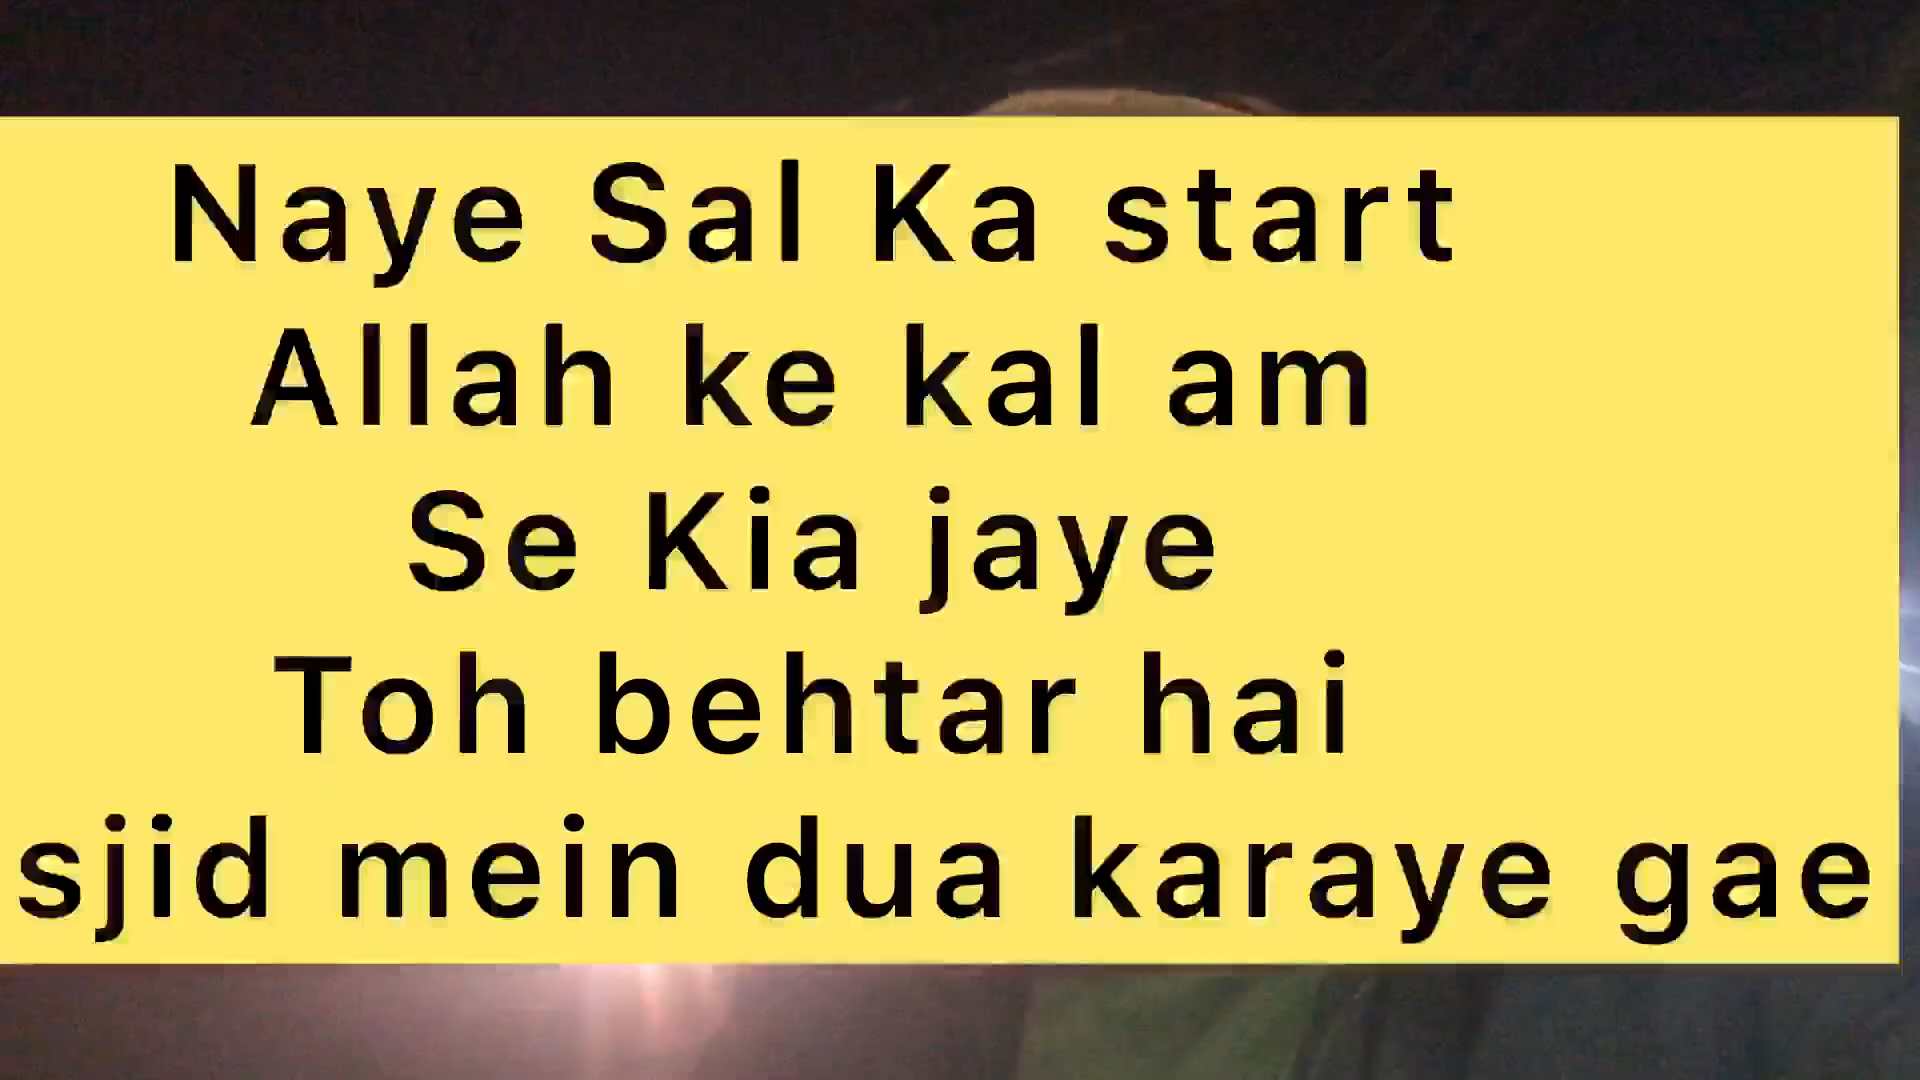 Naye Sal Ka start
Allah ke kal am
Se Kia jaye
Toh behtar hai
sjid mein dua karaye gae